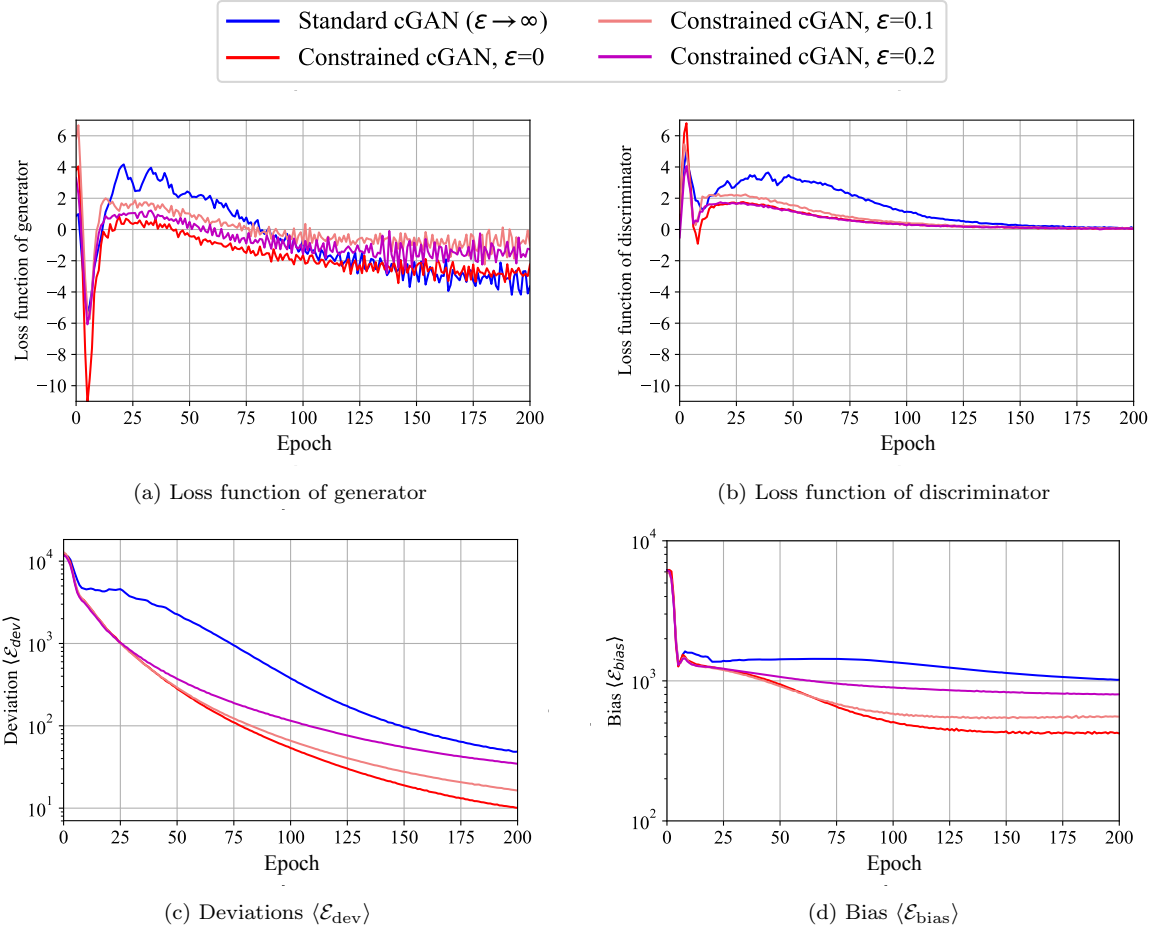 Standard cGAN (ε→∞)
Constrained cGAN, ε=0
Constrained cGAN, ε=0.1
Constrained cGAN, ε=0.2
Loss function of generator
6
4
2
0
−2
−4
−6
−8
−10
0 25 50 75 100 125 150 175 200
Epoch
(a) Loss function of generator
Loss function of discriminator
6
4
2
0
−2
−4
−6
−8
−10
0 25 50 75 100 125 150 175 200
Epoch
(b) Loss function of discriminator
Deviation ⟨ℰdev⟩
10⁴
10³
10²
10¹
0 25 50 75 100 125 150 175 200
Epoch
(c) Deviations ⟨ℰdev⟩
Bias ⟨ℰbias⟩
10⁴
10³
10²
0 25 50 75 100 125 150 175 200
Epoch
(d) Bias ⟨ℰbias⟩